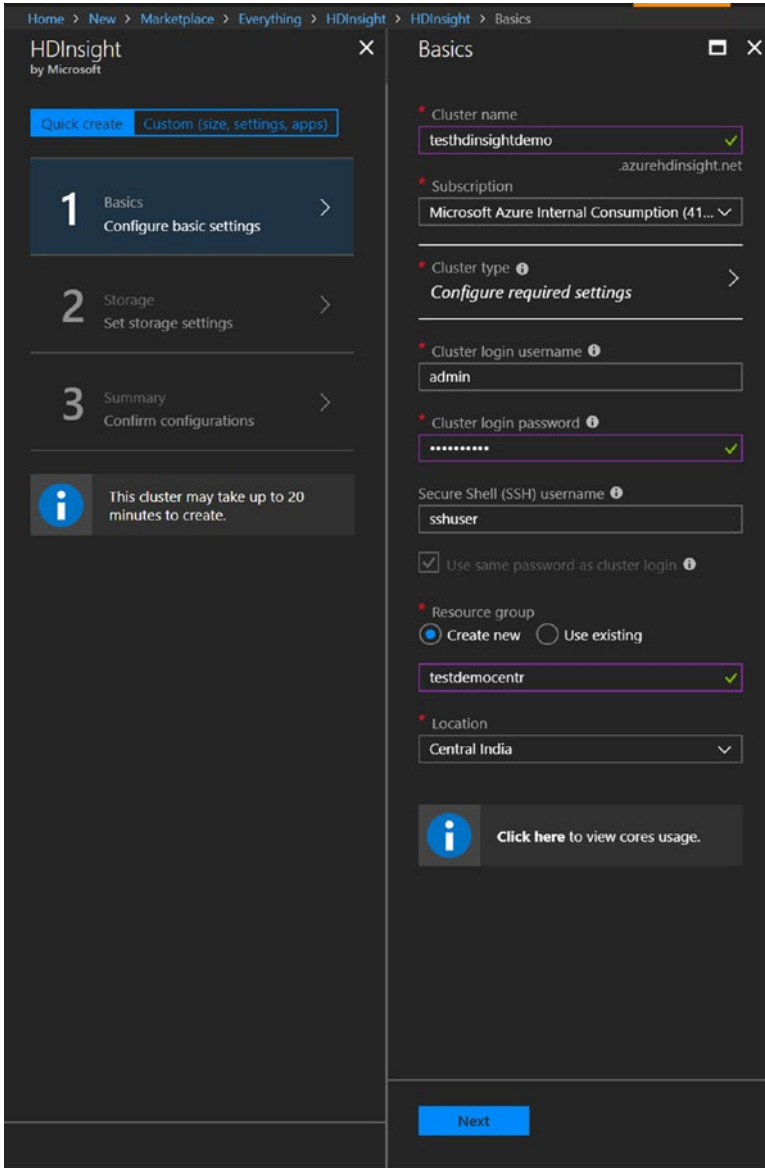 Home > New > Marketplace > Everything > HDInsight > HDInsight > Basics
HDInsight
by Microsoft
Quick create
Custom (size, settings, apps)
1
Basics
Configure basic settings
2
Storage
Set storage settings
3
Summary
Confirm configurations
This cluster may take up to 20
minutes to create.
Basics
* Cluster name
testhdinsightdemo
.azurehdinsight.net
* Subscription
Microsoft Azure Internal Consumption (41...
* Cluster type
Configure required settings
* Cluster login username
admin
* Cluster login password
••••••••••
Secure Shell (SSH) username
sshuser
Use same password as cluster login
* Resource group
Create new Use existing
testdemocentr
* Location
Central India
Click here to view cores usage.
Next